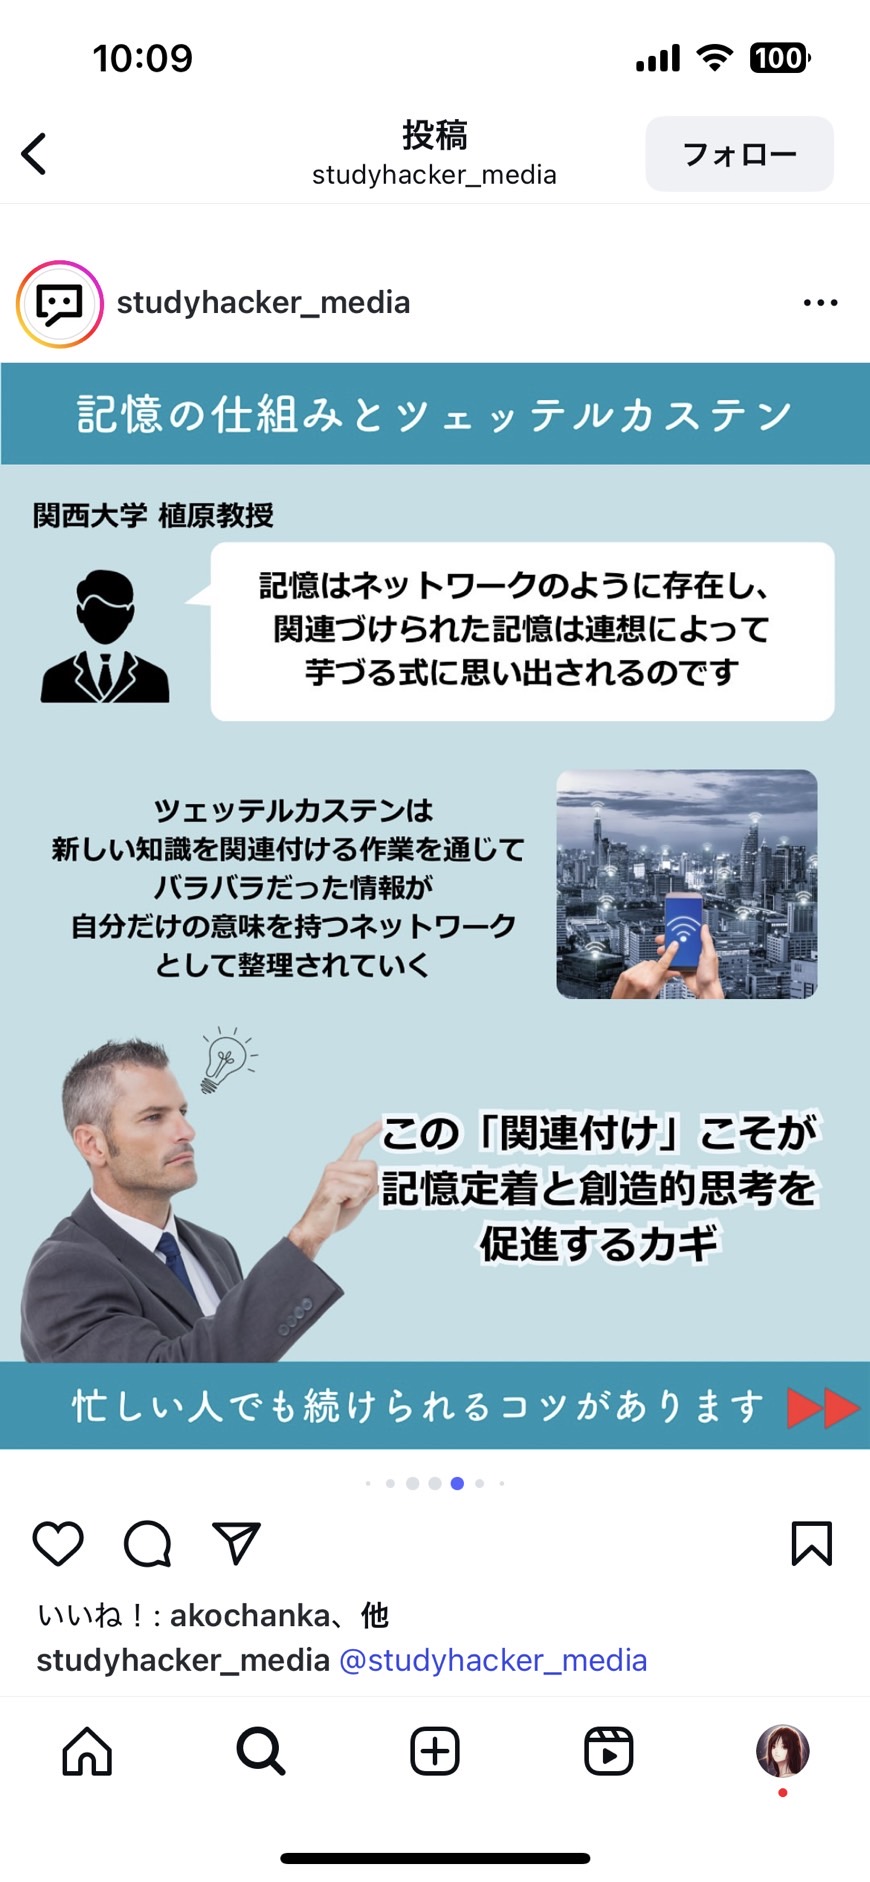 10:09
100
投稿
studyhacker_media
フォロー
studyhacker_media
記憶の仕組みとツェッテルカステン
関西大学 植原教授
記憶はネットワークのように存在し、
関連づけられた記憶は連想によって
芋づる式に思い出されるのです
ツェッテルカステンは
新しい知識を関連付ける作業を通じて
バラバラだった情報が
自分だけの意味を持つネットワーク
として整理されていく
この「関連付け」こそが
記憶定着と創造的思考を
促進するカギ
忙しい人でも続けられるコツがあります
いいね！: akochanka、他
studyhacker_media @studyhacker_media